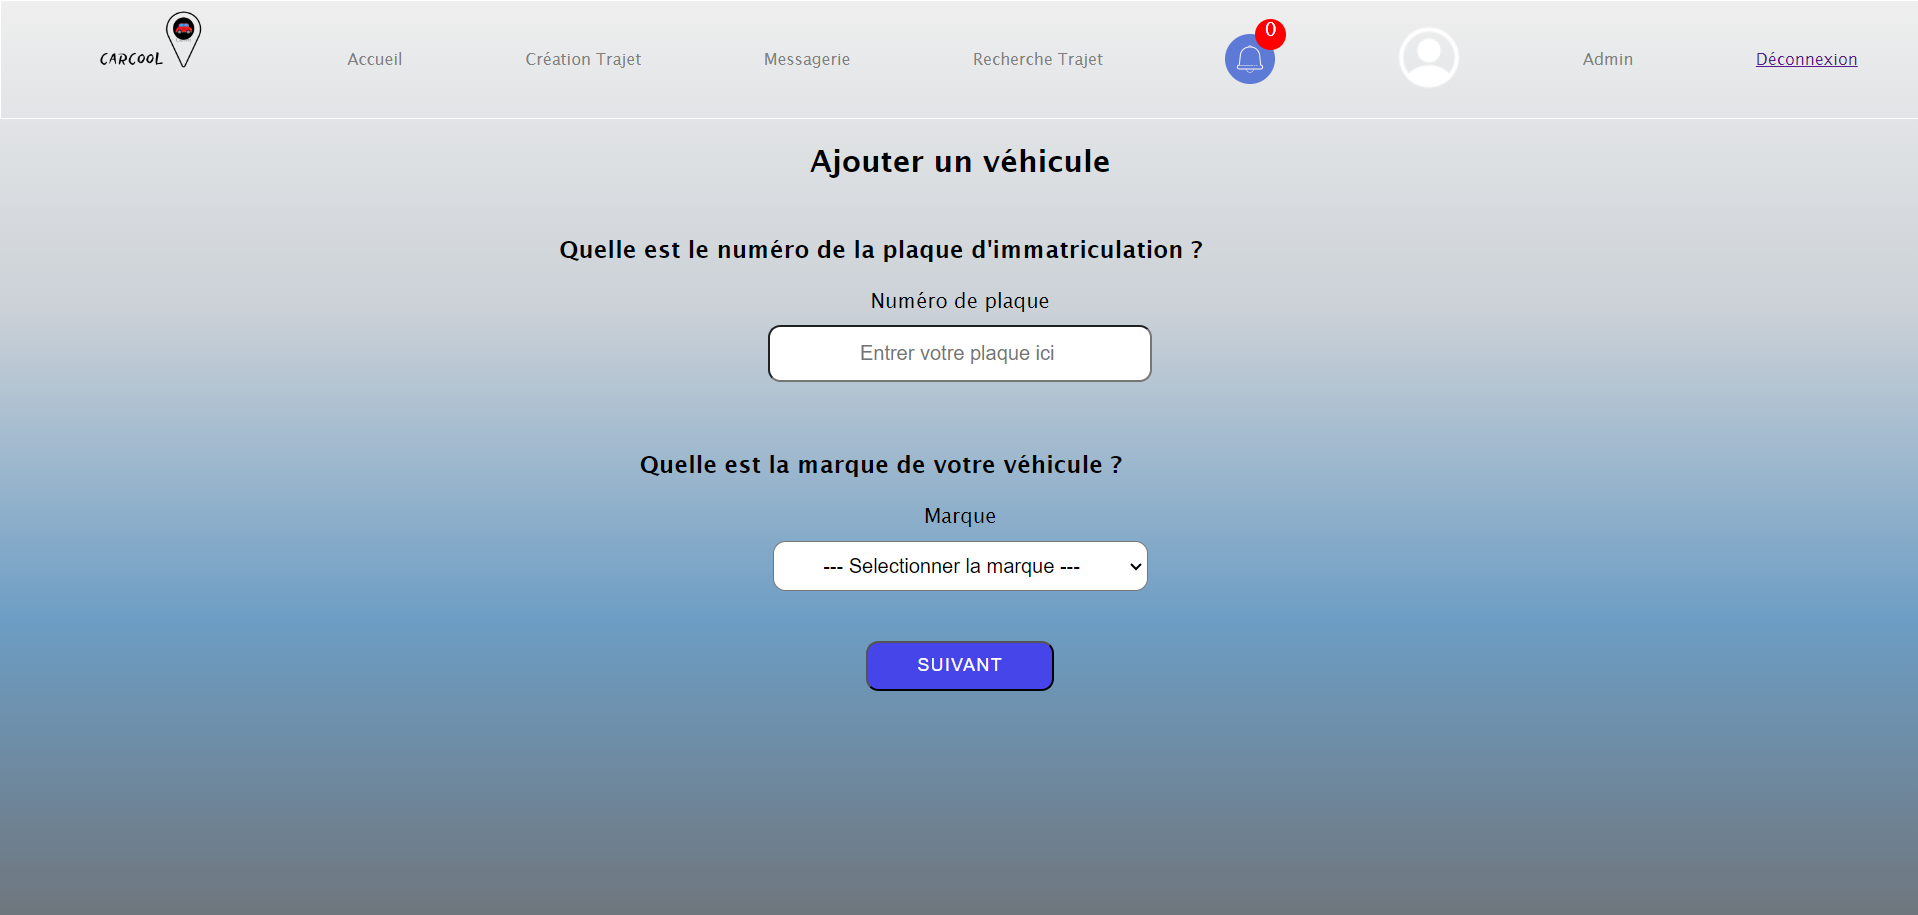 CARCOOL
Accueil
Création Trajet
Messagerie
Recherche Trajet
0
Admin
Déconnexion
Ajouter un véhicule
Quelle est le numéro de la plaque d'immatriculation ?
Numéro de plaque
Entrer votre plaque ici
Quelle est la marque de votre véhicule ?
Marque
--- Selectionner la marque ---
SUIVANT